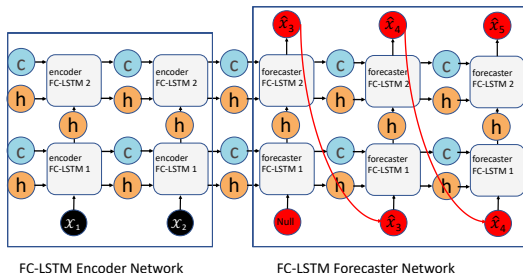 x̂₃ x̂₄ x̂₅
c encoder FC-LSTM 2 c encoder FC-LSTM 2 c forecaster FC-LSTM 2 c forecaster FC-LSTM 2 c forecaster FC-LSTM 2
h h h h h
h h h h h
c encoder FC-LSTM 1 c encoder FC-LSTM 1 c forecaster FC-LSTM 1 c forecaster FC-LSTM 1 c forecaster FC-LSTM 1
h h h h h
x₁ x₂ Null x̂₃ x̂₄
FC-LSTM Encoder Network FC-LSTM Forecaster Network